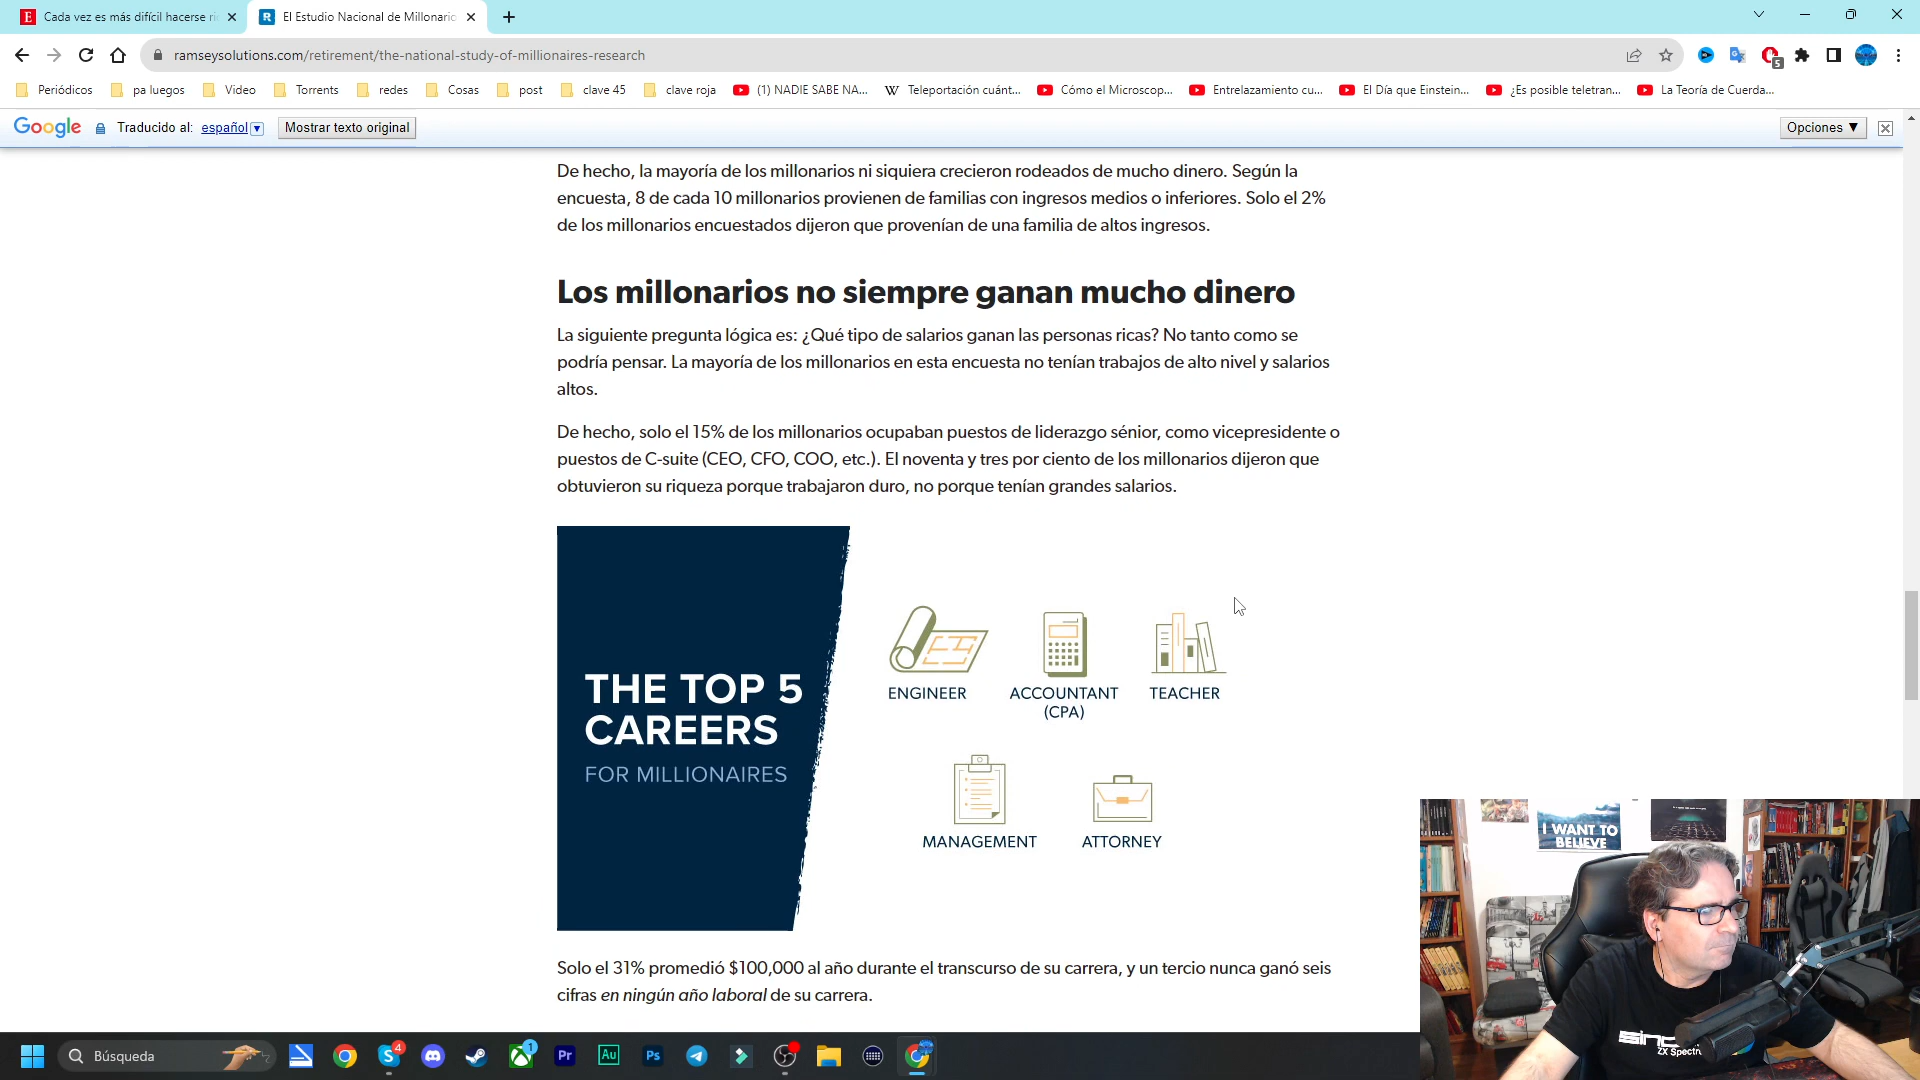 Cada vez es más difícil hacerse ri
El Estudio Nacional de Millonario
ramseysolutions.com/retirement/the-national-study-of-millionaires-research
5
Periódicos
pa luegos
Video
Torrents
redes
Cosas
post
clave 45
clave roja
(1) NADIE SABE NA...
Teleportación cuánt...
Cómo el Microscop...
Entrelazamiento cu...
El Día que Einstein...
¿Es posible teletran...
La Teoría de Cuerda...
Google
Traducido al:
español
Mostrar texto original
Opciones ▼
De hecho, la mayoría de los millonarios ni siquiera crecieron rodeados de mucho dinero. Según la
encuesta, 8 de cada 10 millonarios provienen de familias con ingresos medios o inferiores. Solo el 2%
de los millonarios encuestados dijeron que provenían de una familia de altos ingresos.
Los millonarios no siempre ganan mucho dinero
La siguiente pregunta lógica es: ¿Qué tipo de salarios ganan las personas ricas? No tanto como se
podría pensar. La mayoría de los millonarios en esta encuesta no tenían trabajos de alto nivel y salarios
altos.
De hecho, solo el 15% de los millonarios ocupaban puestos de liderazgo sénior, como vicepresidente o
puestos de C-suite (CEO, CFO, COO, etc.). El noventa y tres por ciento de los millonarios dijeron que
obtuvieron su riqueza porque trabajaron duro, no porque tenían grandes salarios.
THE TOP 5
CAREERS
FOR MILLIONAIRES
ENGINEER
ACCOUNTANT
(CPA)
TEACHER
MANAGEMENT
ATTORNEY
Solo el 31% promedió $100,000 al año durante el transcurso de su carrera, y un tercio nunca ganó seis
cifras en ningún año laboral de su carrera.
I WANT TO
BELIEVE
ZX Spectru
Búsqueda
4
1
Pr
Au
Ps